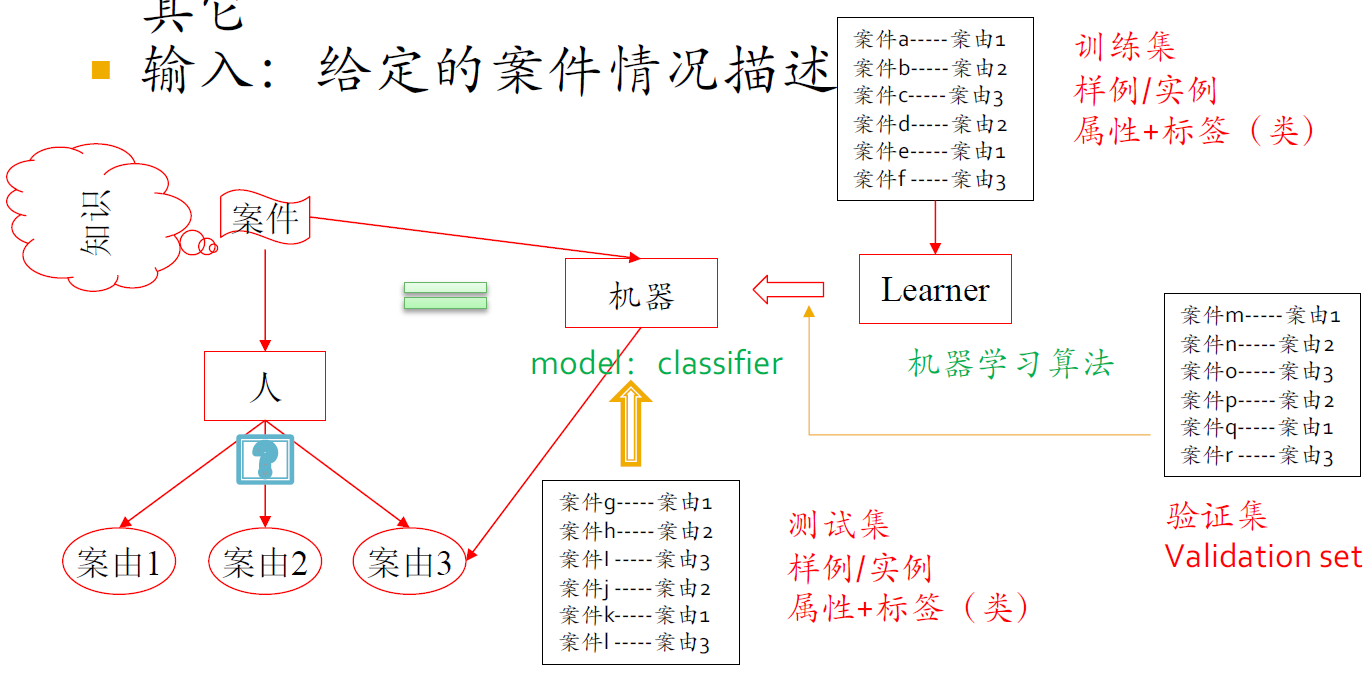 其它
输入：给定的案件情况描述
案件a-----案由1
案件b-----案由2
案件c-----案由3
案件d-----案由2
案件e-----案由1
案件f-----案由3
训练集
样例/实例
属性+标签（类）
知识
案件
机器
Learner
model：classifier
机器学习算法
人
案由1
案由2
案由3
案件g-----案由1
案件h-----案由2
案件l-----案由3
案件j-----案由2
案件k-----案由1
案件l-----案由3
测试集
样例/实例
属性+标签（类）
案件m-----案由1
案件n-----案由2
案件o-----案由3
案件p-----案由2
案件q-----案由1
案件r-----案由3
验证集
Validation set